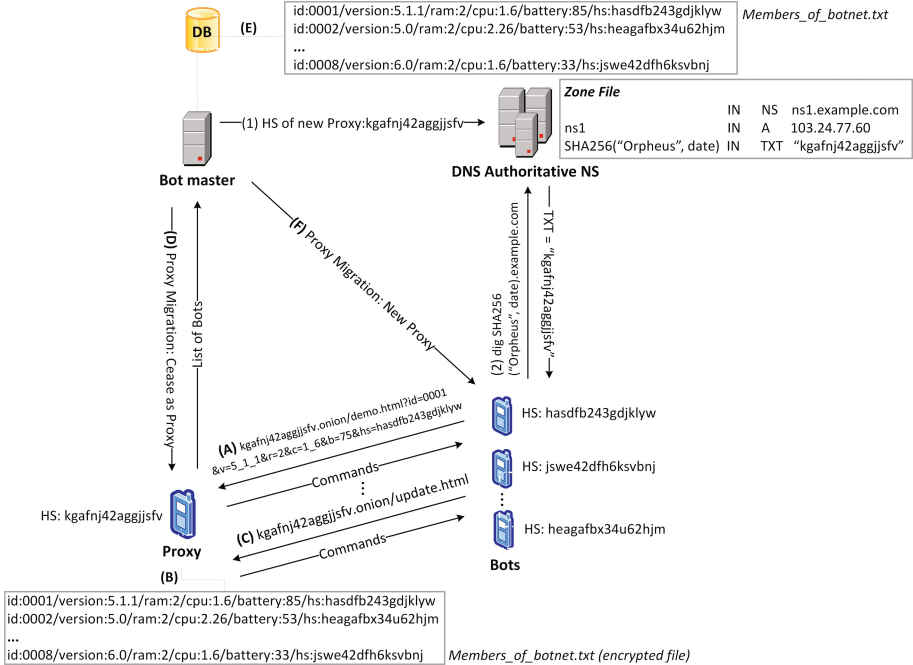 DB
(E)
id:0001/version:5.1.1/ram:2/cpu:1.6/battery:85/hs:hasdfb243gdjklyw
id:0002/version:5.0/ram:2/cpu:2.26/battery:53/hs:heagafbx34u62hjm
...
id:0008/version:6.0/ram:2/cpu:1.6/battery:33/hs:jswe42dfh6ksvbnj
Members_of_botnet.txt
Zone File
IN NS ns1.example.com
ns1 IN A 103.24.77.60
SHA256("Orpheus", date) IN TXT "kgafnj42aggjjsfv"
(1) HS of new Proxy:kgafnj42aggjjsfv
Bot master
DNS Authoritative NS
(D) Proxy Migration: Cease as Proxy
List of Bots
(F) Proxy Migration: New Proxy
(2) dig SHA256
("Orpheus", date).example.com
TXT = "kgafnj42aggjjsfv"
(A) kgafnj42aggjjsfv.onion/demo.html?id=0001
&v=5_1_1&r=2&c=1_6&b=75&hs=hasdfb243gdjklyw
Commands
⋮
(C) kgafnj42aggjjsfv.onion/update.html
Commands
HS: hasdfb243gdjklyw
HS: jswe42dfh6ksvbnj
⋮
HS: heagafbx34u62hjm
Bots
HS: kgafnj42aggjjsfv
Proxy
(B)
id:0001/version:5.1.1/ram:2/cpu:1.6/battery:85/hs:hasdfb243gdjklyw
id:0002/version:5.0/ram:2/cpu:2.26/battery:53/hs:heagafbx34u62hjm
...
id:0008/version:6.0/ram:2/cpu:1.6/battery:33/hs:jswe42dfh6ksvbnj
Members_of_botnet.txt (encrypted file)